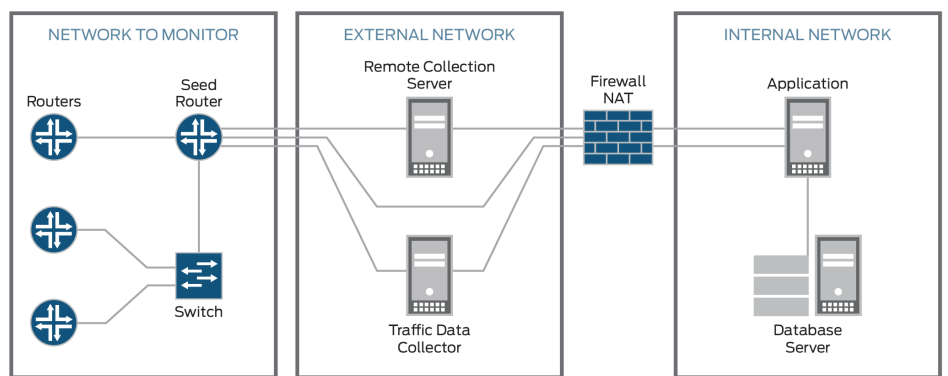 NETWORK TO MONITOR
Routers
Seed
Router
Switch
EXTERNAL NETWORK
Remote Collection
Server
Traffic Data
Collector
Firewall
NAT
INTERNAL NETWORK
Application
Database
Server